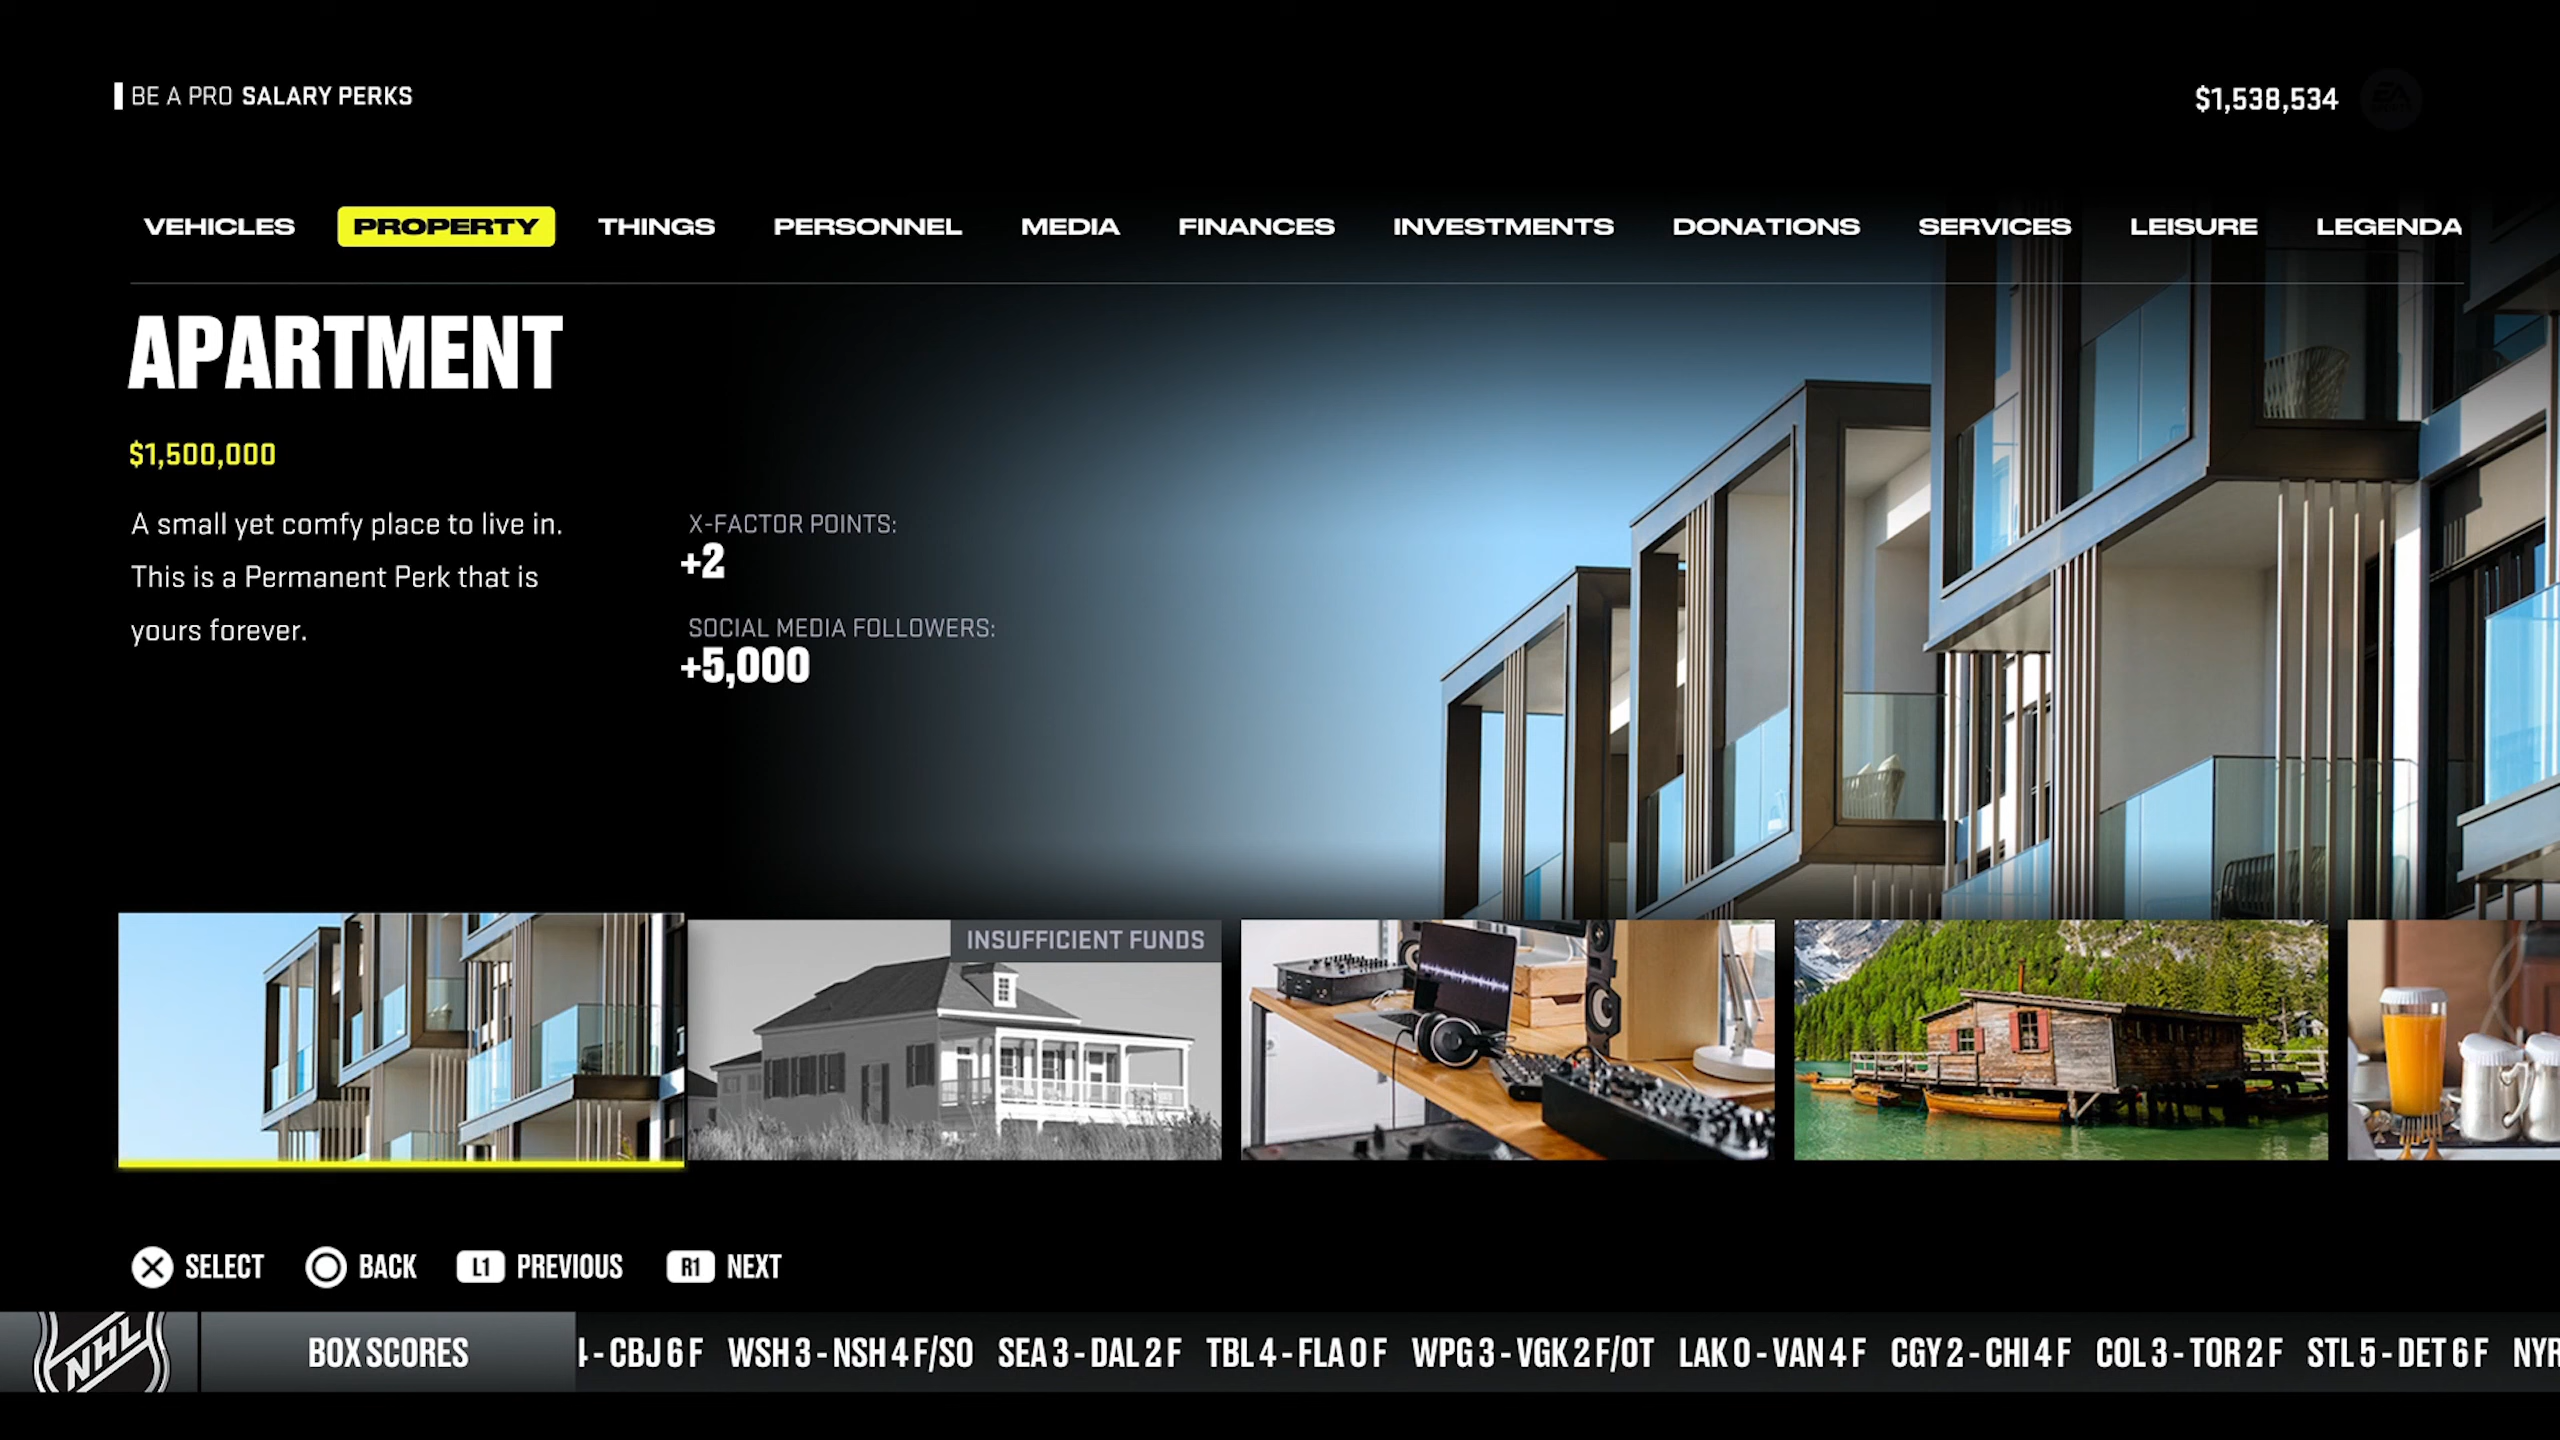 BE A PRO SALARY PERKS
$1,538,534
VEHICLES PROPERTY THINGS PERSONNEL MEDIA FINANCES INVESTMENTS DONATIONS SERVICES LEISURE LEGENDA
APARTMENT
$1,500,000
A small yet comfy place to live in.
This is a Permanent Perk that is
yours forever.
X-FACTOR POINTS:
+2
SOCIAL MEDIA FOLLOWERS:
+5,000
INSUFFICIENT FUNDS
SELECT BACK L1 PREVIOUS R1 NEXT
NHL BOX SCORES - CBJ 6 F WSH 3 - NSH 4 F/SO SEA 3 - DAL 2 F TBL 4 - FLA 0 F WPG 3 - VGK 2 F/OT LAK 0 - VAN 4 F CGY 2 - CHI 4 F COL 3 - TOR 2 F STL 5 - DET 6 F NYR